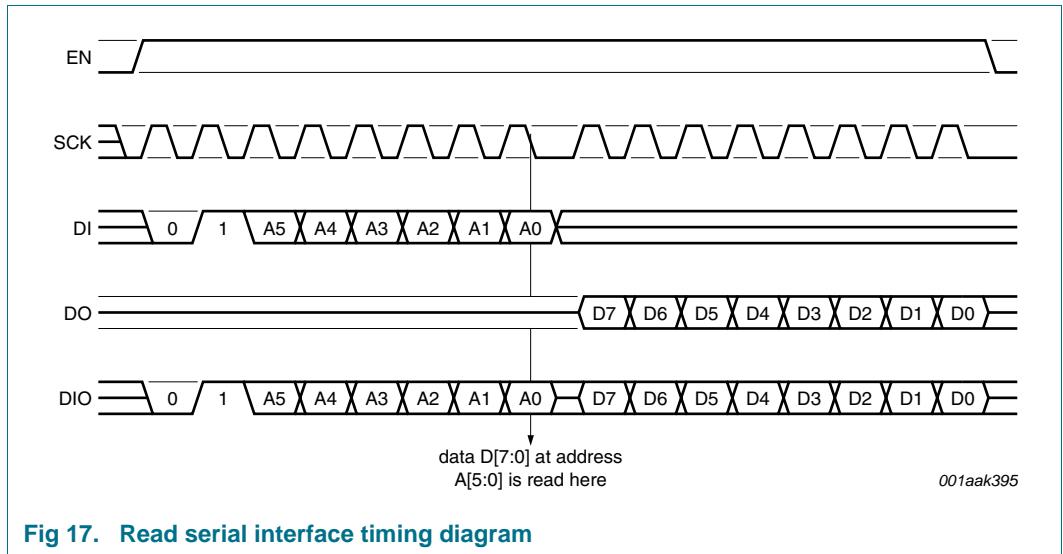 EN
SCK
DI 0 1 A5 A4 A3 A2 A1 A0
DO D7 D6 D5 D4 D3 D2 D1 D0
DIO 0 1 A5 A4 A3 A2 A1 A0 D7 D6 D5 D4 D3 D2 D1 D0
data D[7:0] at address
A[5:0] is read here
001aak395
Fig 17. Read serial interface timing diagram